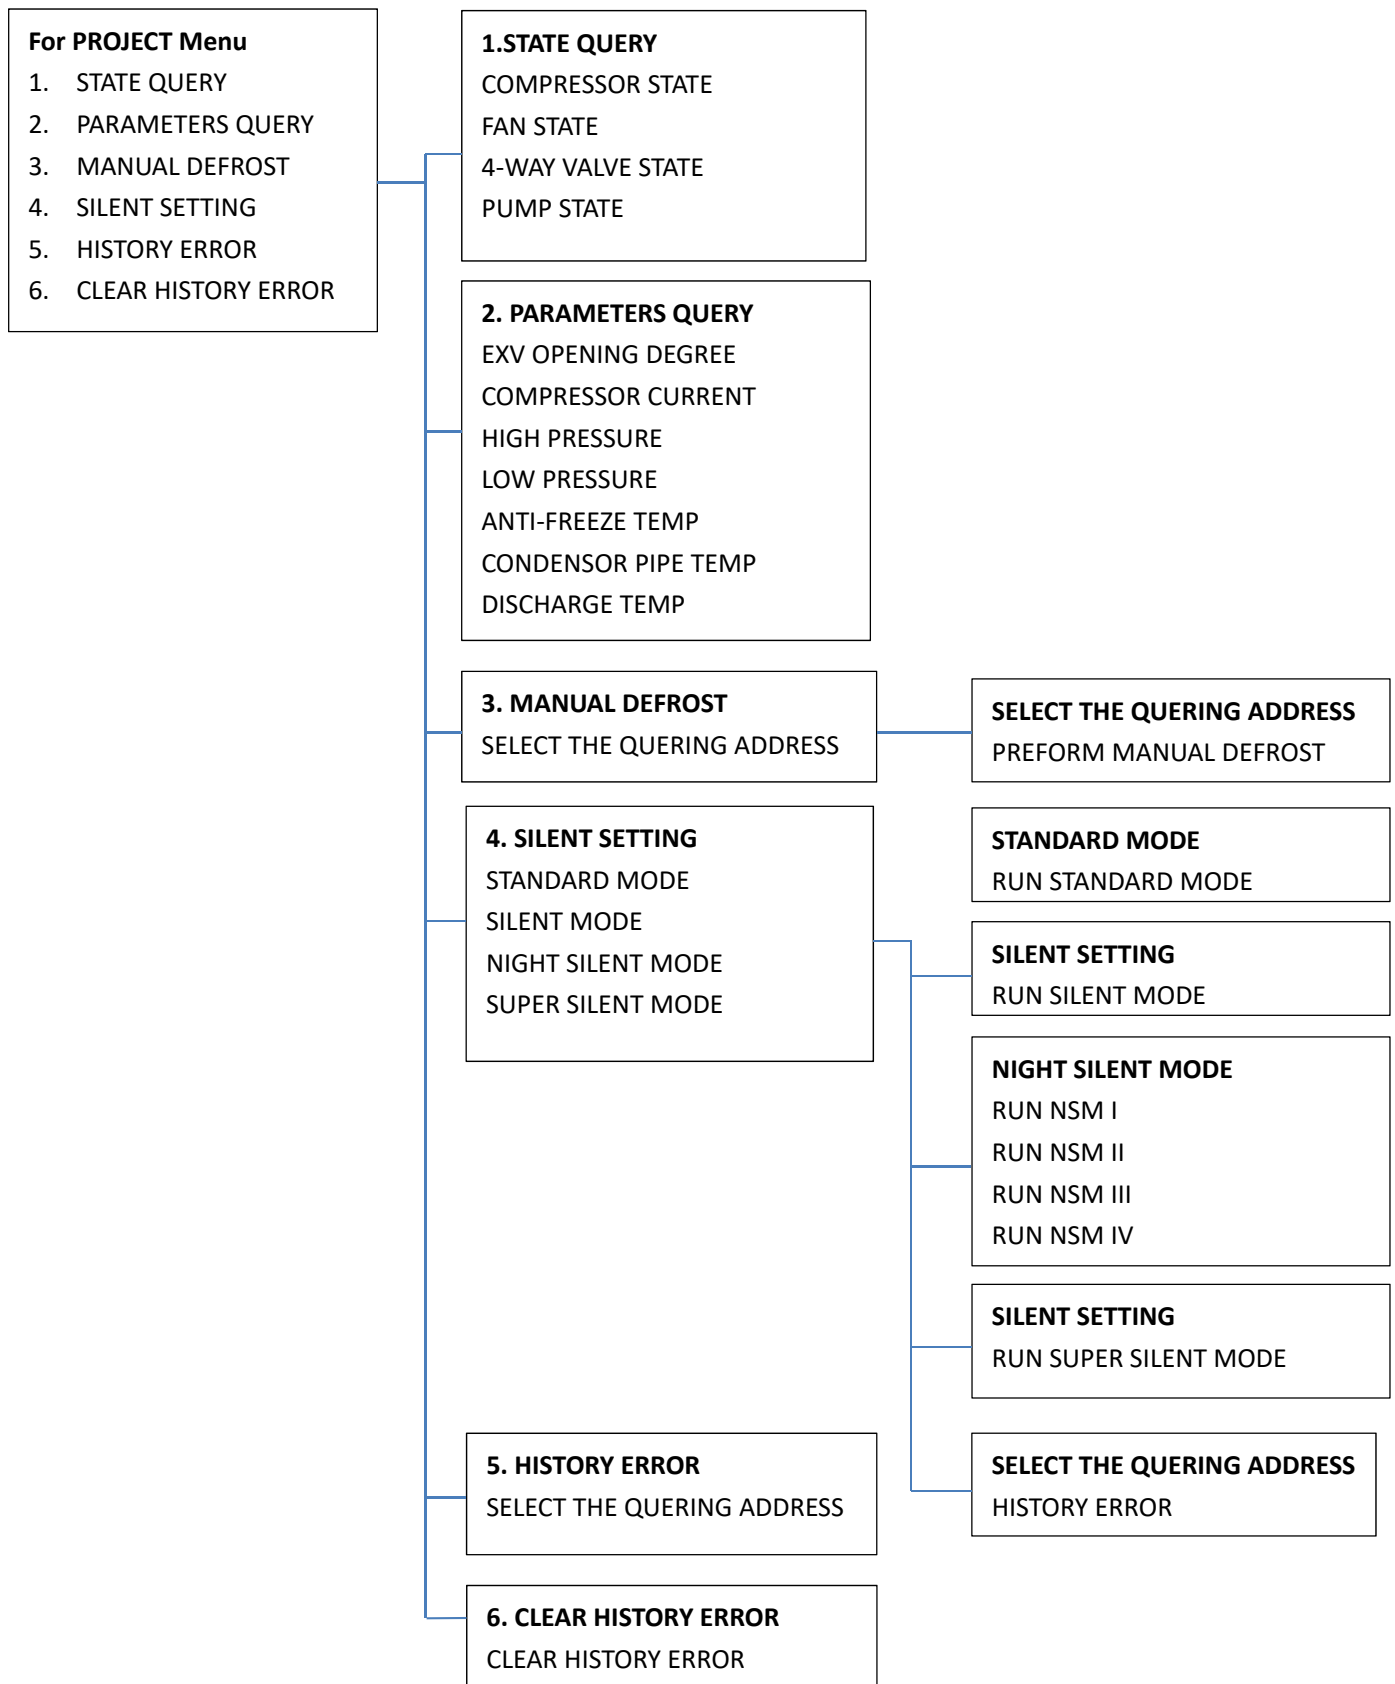 For PROJECT Menu
1. STATE QUERY
2. PARAMETERS QUERY
3. MANUAL DEFROST
4. SILENT SETTING
5. HISTORY ERROR
6. CLEAR HISTORY ERROR
1.STATE QUERY
COMPRESSOR STATE
FAN STATE
4-WAY VALVE STATE
PUMP STATE
2. PARAMETERS QUERY
EXV OPENING DEGREE
COMPRESSOR CURRENT
HIGH PRESSURE
LOW PRESSURE
ANTI-FREEZE TEMP
CONDENSOR PIPE TEMP
DISCHARGE TEMP
3. MANUAL DEFROST
SELECT THE QUERING ADDRESS
SELECT THE QUERING ADDRESS
PREFORM MANUAL DEFROST
4. SILENT SETTING
STANDARD MODE
SILENT MODE
NIGHT SILENT MODE
SUPER SILENT MODE
STANDARD MODE
RUN STANDARD MODE
SILENT SETTING
RUN SILENT MODE
NIGHT SILENT MODE
RUN NSM I
RUN NSM II
RUN NSM III
RUN NSM IV
SILENT SETTING
RUN SUPER SILENT MODE
5. HISTORY ERROR
SELECT THE QUERING ADDRESS
SELECT THE QUERING ADDRESS
HISTORY ERROR
6. CLEAR HISTORY ERROR
CLEAR HISTORY ERROR